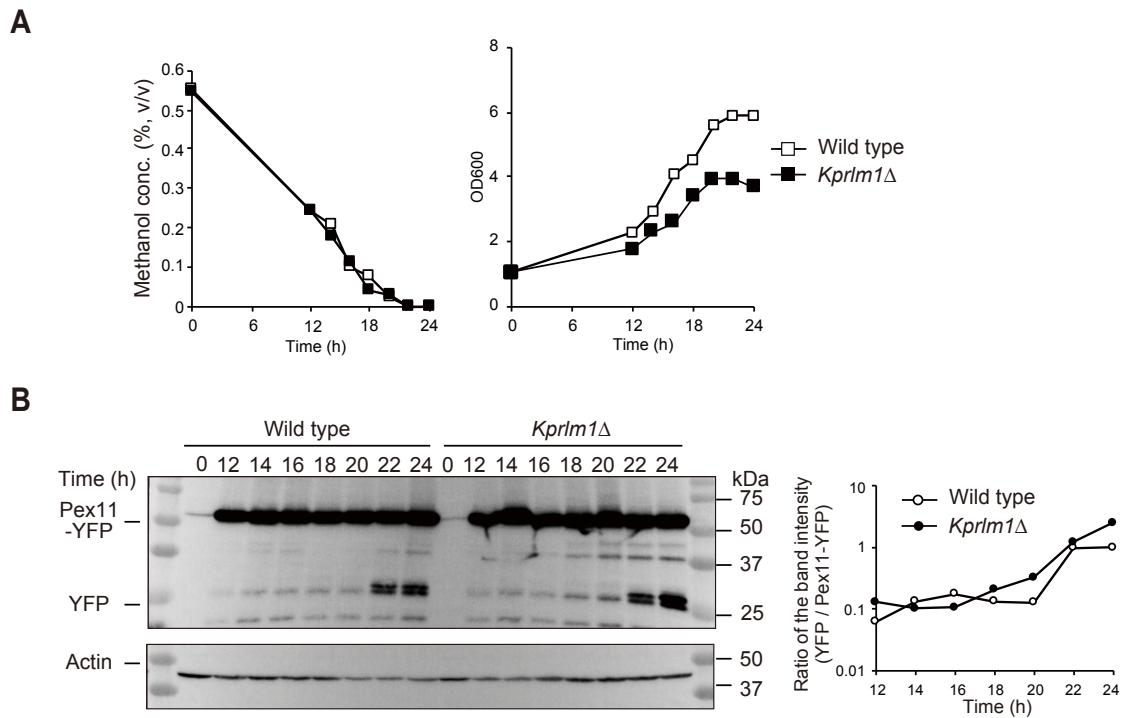 A
Methanol conc. (%, v/v)
0.6
0.5
0.4
0.3
0.2
0.1
0
0 6 12 18 24
Time (h)
OD600
8
6
4
2
0
0 6 12 18 24
Time (h)
Wild type
Kprlm1Δ
B
Wild type Kprlm1Δ
Time (h) 0 12 14 16 18 20 22 24 0 12 14 16 18 20 22 24
kDa
Pex11
-YFP
YFP
75
50
37
25
Actin
50
37
Ratio of the band intensity
(YFP / Pex11-YFP)
10
1
0.1
0.01
12 14 16 18 20 22 24
Time (h)
Wild type
Kprlm1Δ